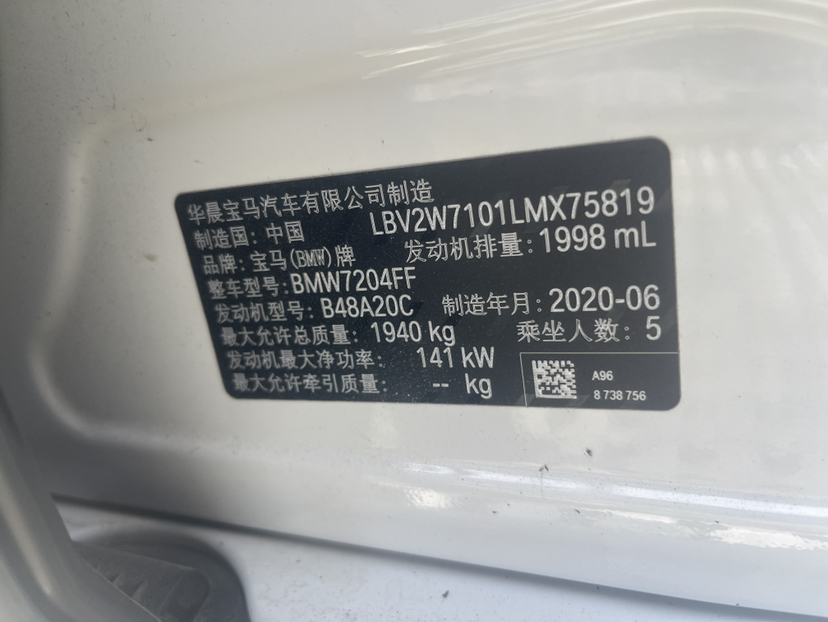 华晨宝马汽车有限公司制造
制造国: 中国 LBV2W7101LMX75819
品牌: 宝马(BMW)牌 发动机排量: 1998 mL
整车型号: BMW7204FF
发动机型号: B48A20C 制造年月: 2020-06
最大允许总质量: 1940 kg 乘坐人数: 5
发动机最大净功率: 141 kW
最大允许牵引质量: -- kg
A96
8 738 756